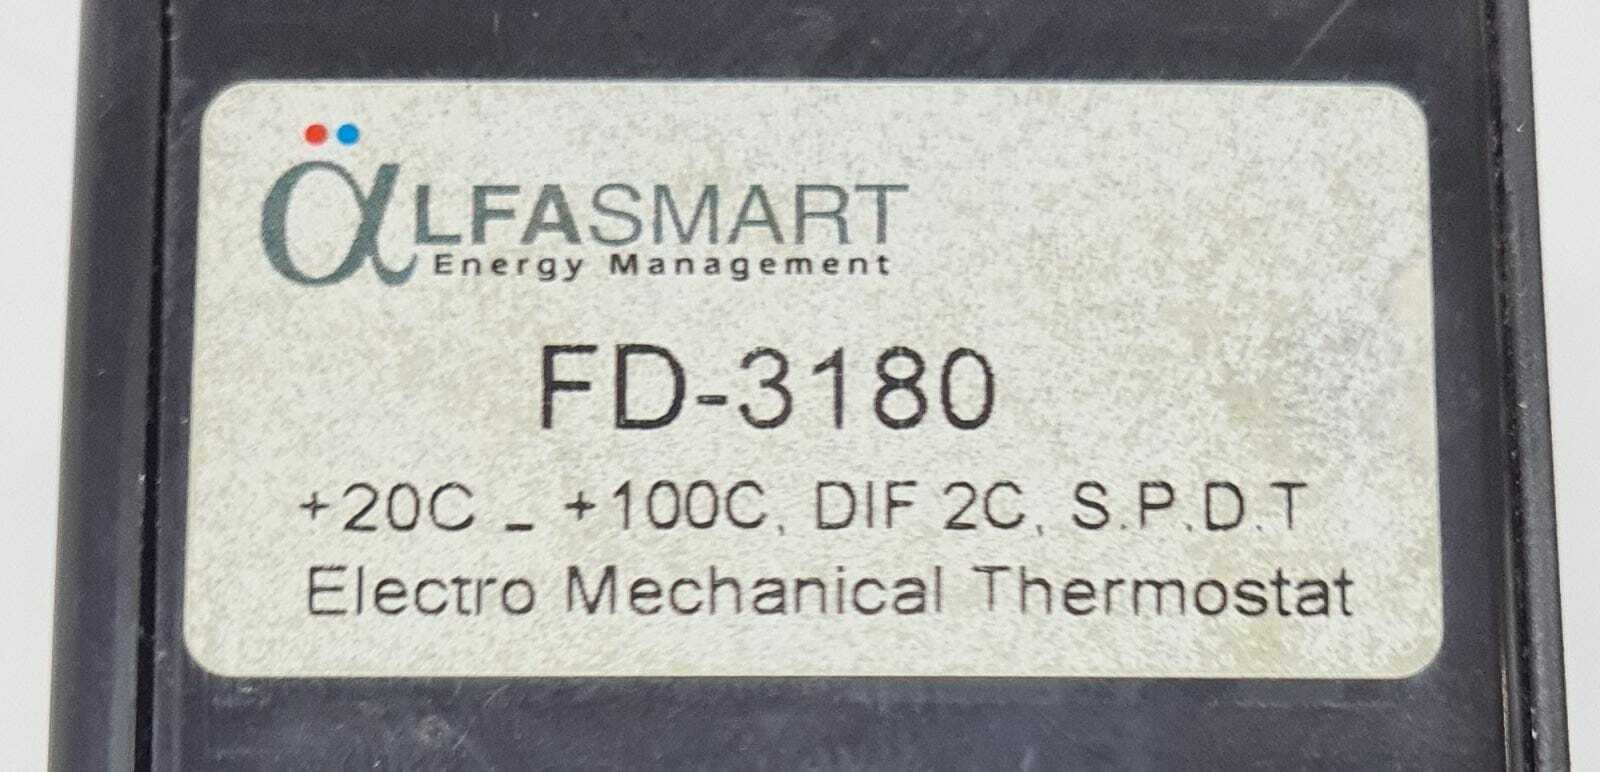 αLFASMART
Energy Management
FD-3180
+20C _ +100C, DIF 2C, S.P.D.T
Electro Mechanical Thermostat